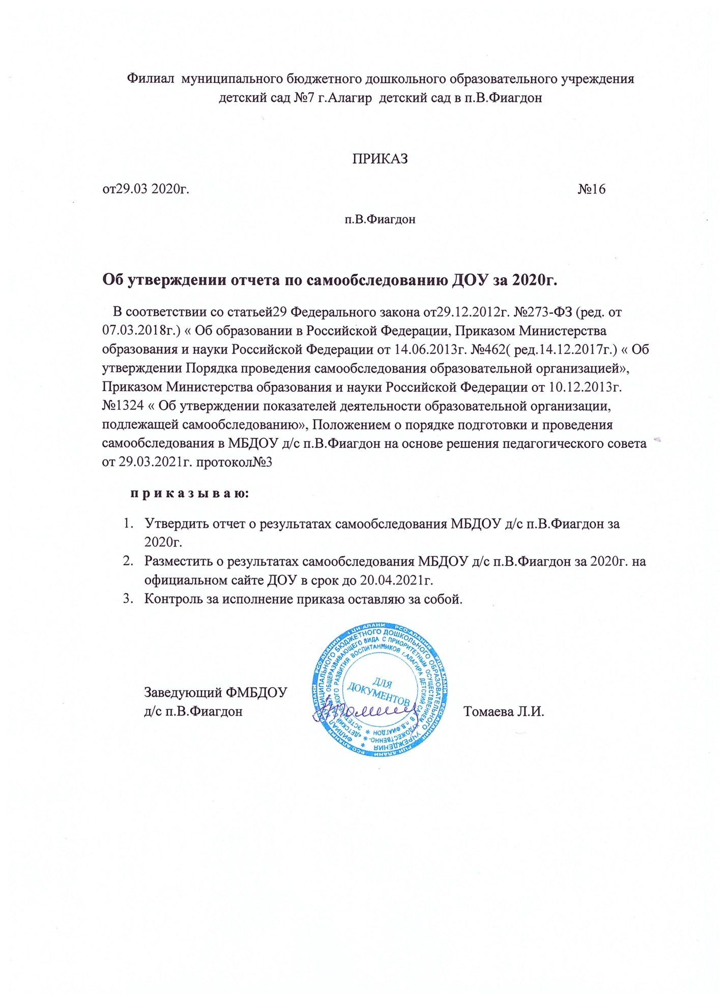 Филиал  муниципального бюджетного дошкольного образовательного учреждения
детский сад №7 г.Алагир  детский сад в п.В.Фиагдон
ПРИКАЗ
от29.03 2020г. №16
п.В.Фиагдон
Об утверждении отчета по самообследованию ДОУ за 2020г.
В соответствии со статьей29 Федерального закона от29.12.2012г. №273-ФЗ (ред. от
07.03.2018г.) « Об образовании в Российской Федерации, Приказом Министерства
образования и науки Российской Федерации от 14.06.2013г. №462( ред.14.12.2017г.) « Об
утверждении Порядка проведения самообследования образовательной организацией»,
Приказом Министерства образования и науки Российской Федерации от 10.12.2013г.
№1324 « Об утверждении показателей деятельности образовательной организации,
подлежащей самообследованию», Положением о порядке подготовки и проведения
самообследования в МБДОУ д/с п.В.Фиагдон на основе решения педагогического совета
от 29.03.2021г. протокол№3
п р и к а з ы в а ю:
1. Утвердить отчет о результатах самообследования МБДОУ д/с п.В.Фиагдон за
2020г.
2. Разместить о результатах самообследования МБДОУ д/с п.В.Фиагдон за 2020г. на
официальном сайте ДОУ в срок до 20.04.2021г.
3. Контроль за исполнение приказа оставляю за собой.
ФИЛИАЛ МУНИЦИПАЛЬНОГО БЮДЖЕТНОГО ДОШКОЛЬНОГО ОБРАЗОВАТЕЛЬНОГО УЧРЕЖДЕНИЯ *
«ДЕТСКИЙ САД ОБЩЕРАЗВИВАЮЩЕГО ВИДА С ПРИОРИТЕТНЫМ ОСУЩЕСТВЛЕНИЕМ ХУДОЖЕСТВЕННО- *
ЭСТЕТИЧЕСКОГО РАЗВИТИЯ ВОСПИТАННИКОВ г.АЛАГИРА ДЕТСКИЙ САД В п.В.ФИАГДОН *
ДЛЯ
ДОКУМЕНТОВ
Заведующий ФМБДОУ
д/с п.В.Фиагдон Томаева Л.И.